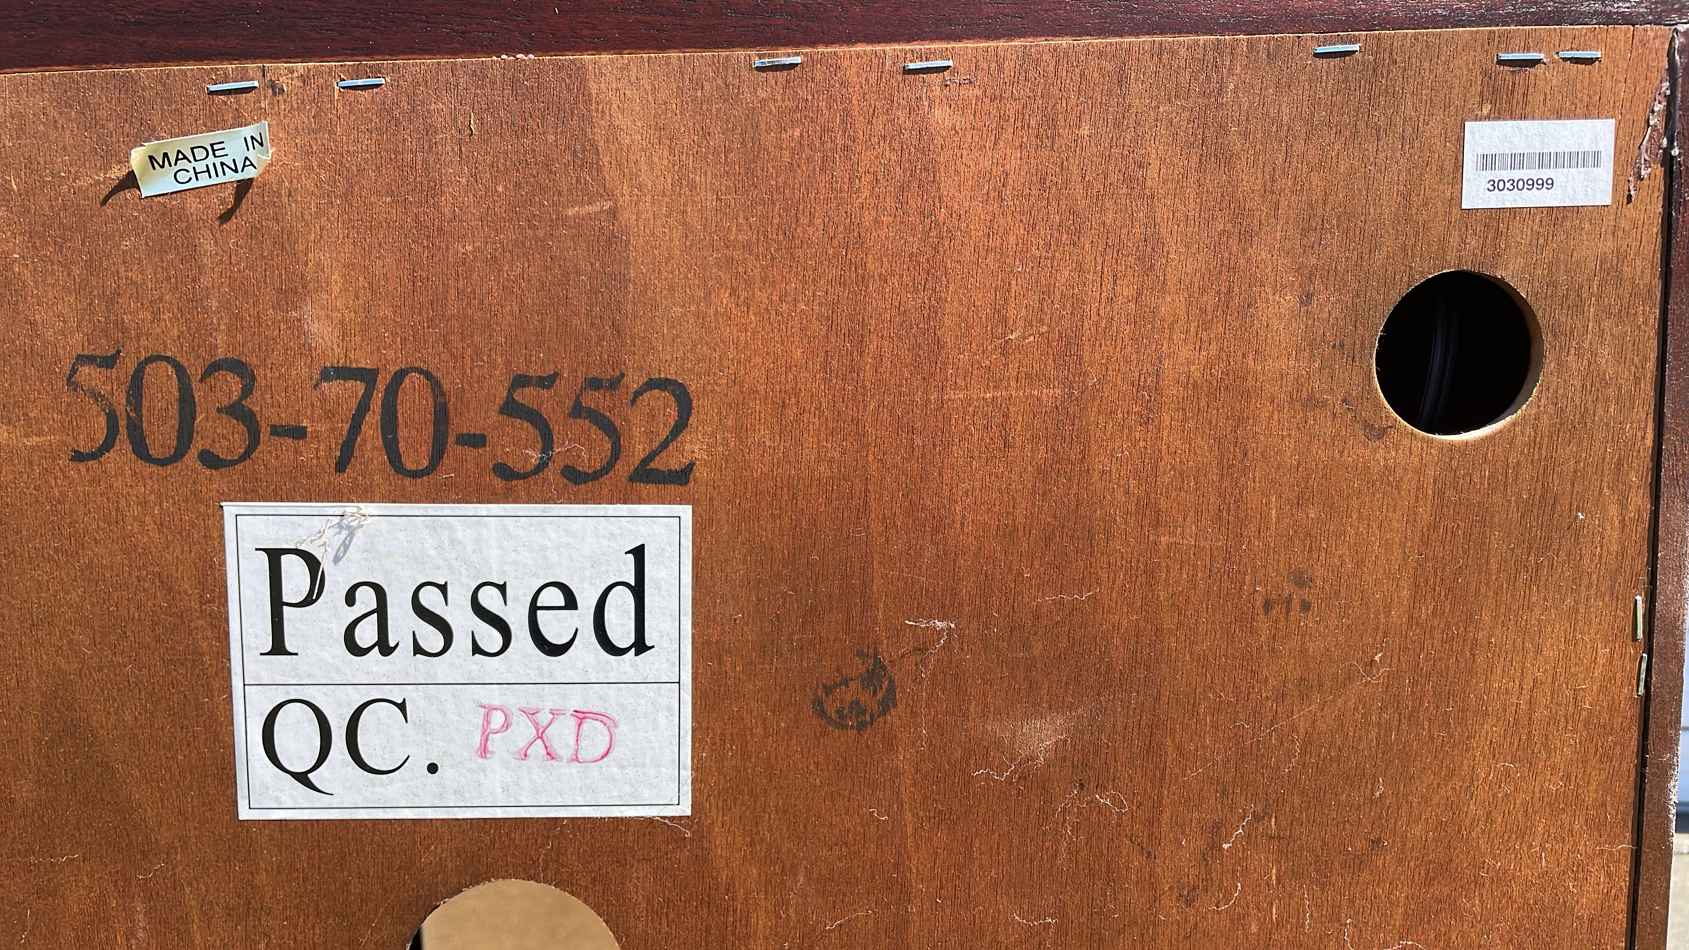 MADE IN
CHINA
3030999
503-70-552
Passed
QC. PXD